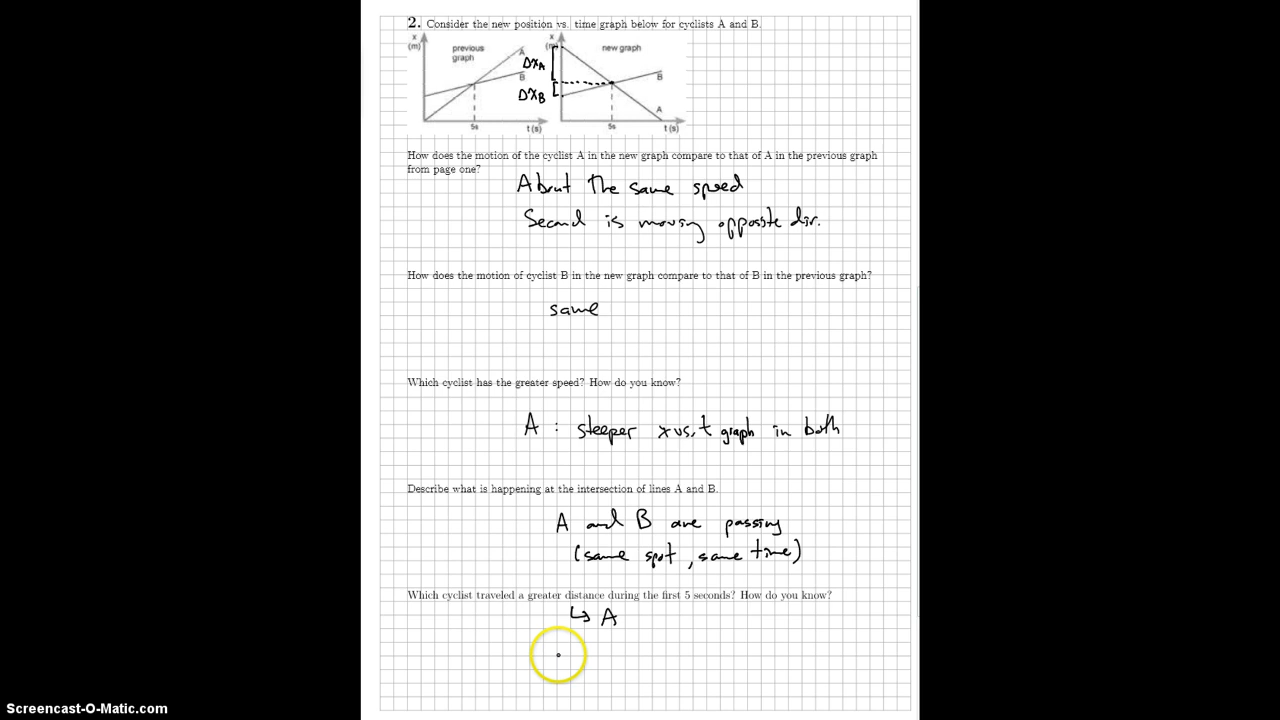 2. Consider the new position vs. time graph below for cyclists A and B.
x
(m)
previous
graph
A
B
5s
t(s)
x
(m)
ΔxA
ΔxB
new graph
B
A
5s
t(s)
How does the motion of the cyclist A in the new graph compare to that of A in the previous graph
from page one?
About the same speed
Second is moving opposite dir.
How does the motion of cyclist B in the new graph compare to that of B in the previous graph?
same
Which cyclist has the greater speed? How do you know?
A : steeper x vs. t graph in both
Describe what is happening at the intersection of lines A and B.
A and B are passing
(same spot, same time)
Which cyclist traveled a greater distance during the first 5 seconds? How do you know?
↳ A
Screencast-O-Matic.com